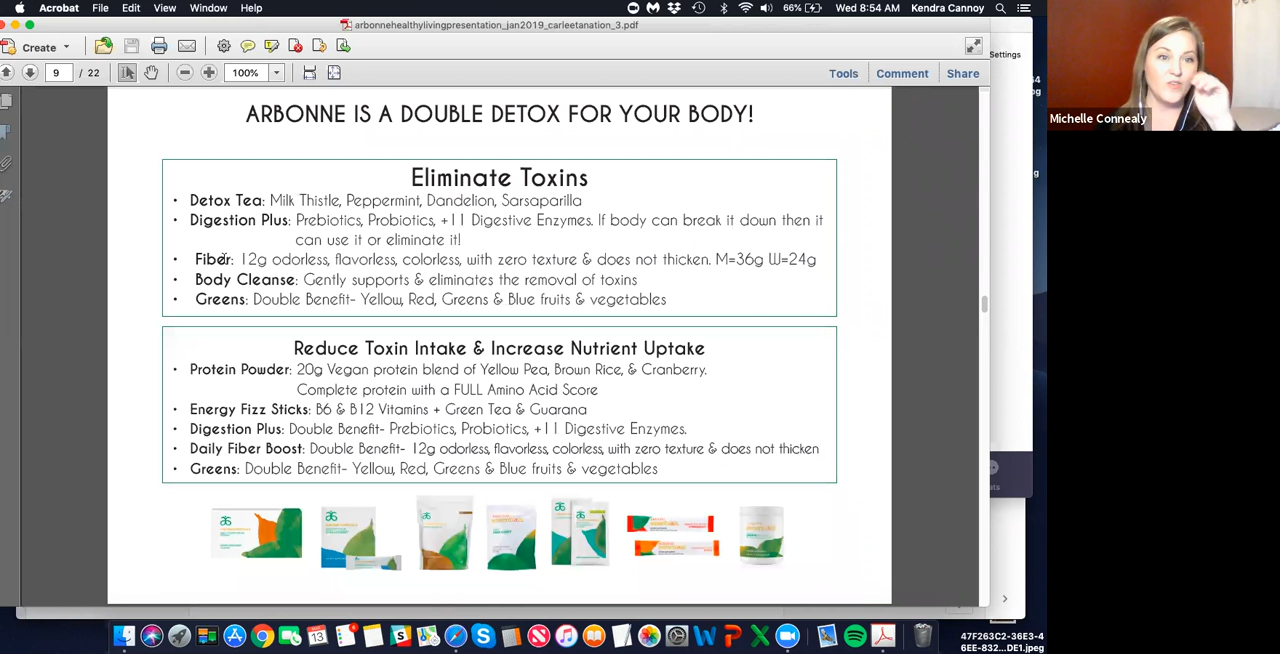 Acrobat File Edit View Window Help 66% Wed 8:54 AM Kendra Cannoy
arbonnehealthylivingpresentation_jan2019_carleetanation_3.pdf
Create
Settings
9 / 22 100% Tools Comment Share
Michelle Connealy
ARBONNE IS A DOUBLE DETOX FOR YOUR BODY!
Eliminate Toxins
• Detox Tea: Milk Thistle, Peppermint, Dandelion, Sarsaparilla
• Digestion Plus: Prebiotics, Probiotics, +11 Digestive Enzymes. If body can break it down then it
can use it or eliminate it!
• Fiber: 12g odorless, flavorless, colorless, with zero texture & does not thicken. M=36g W=24g
• Body Cleanse: Gently supports & eliminates the removal of toxins
• Greens: Double Benefit- Yellow, Red, Greens & Blue fruits & vegetables
Reduce Toxin Intake & Increase Nutrient Uptake
• Protein Powder: 20g Vegan protein blend of Yellow Pea, Brown Rice, & Cranberry.
Complete protein with a FULL Amino Acid Score
• Energy Fizz Sticks: B6 & B12 Vitamins + Green Tea & Guarana
• Digestion Plus: Double Benefit- Prebiotics, Probiotics, +11 Digestive Enzymes.
• Daily Fiber Boost: Double Benefit- 12g odorless, flavorless, colorless, with zero texture & does not thicken
• Greens: Double Benefit- Yellow, Red, Greens & Blue fruits & vegetables
47F263C2-36E3-4
6EE-832...DE1.jpeg